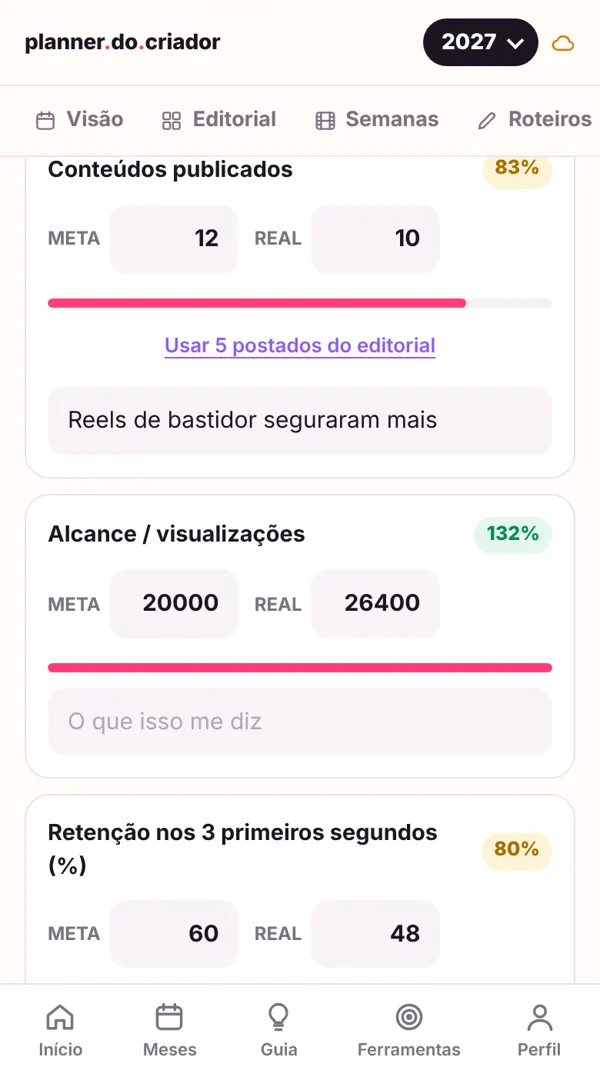 planner.do.criador
2027
Visão
Editorial
Semanas
Roteiros
Conteúdos publicados
83%
META
12
REAL
10
Usar 5 postados do editorial
Reels de bastidor seguraram mais
Alcance / visualizações
132%
META
20000
REAL
26400
O que isso me diz
Retenção nos 3 primeiros segundos
(%)
80%
META
60
REAL
48
Início
Meses
Guia
Ferramentas
Perfil